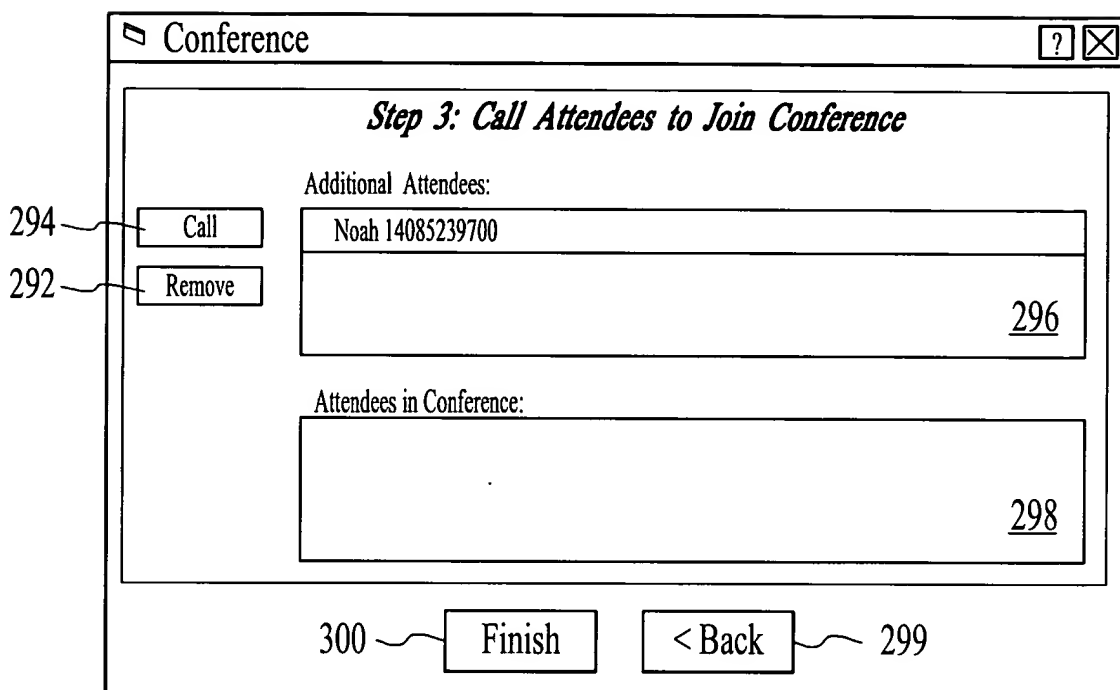 Conference ?
Step 3: Call Attendees to Join Conference
Additional Attendees:
294 Call Noah 14085239700
292 Remove
296
Attendees in Conference:
298
300 Finish < Back 299